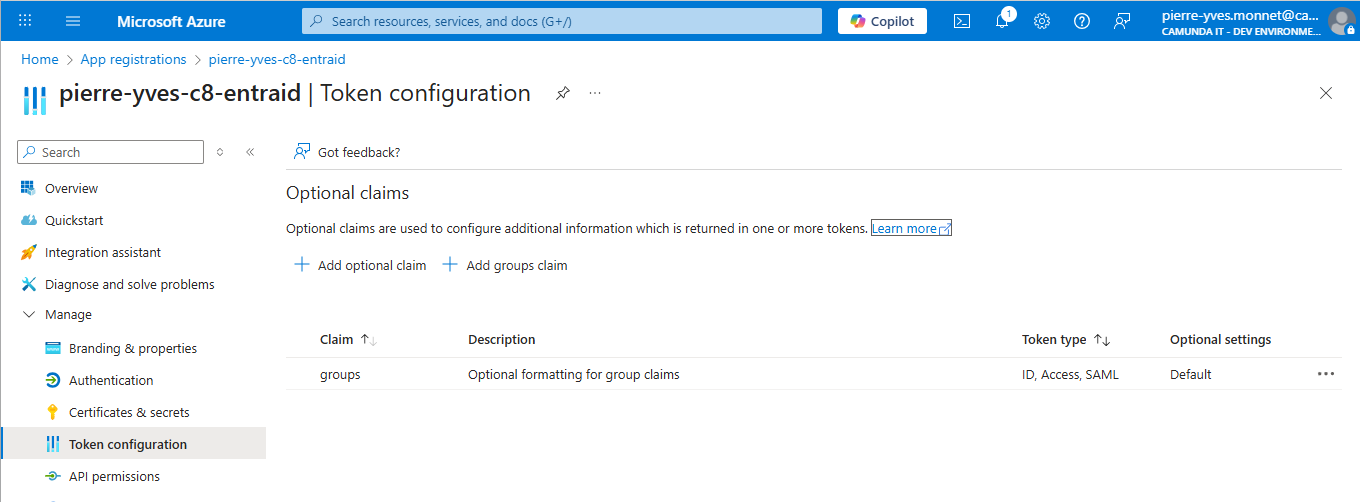 Microsoft Azure
Search resources, services, and docs (G+/)
Copilot
1
pierre-yves.monnet@ca...
CAMUNDA IT - DEV ENVIRONME...
Home > App registrations > pierre-yves-c8-entraid
pierre-yves-c8-entraid | Token configuration
Search
Got feedback?
Overview
Quickstart
Integration assistant
Diagnose and solve problems
Manage
Branding & properties
Authentication
Certificates & secrets
Token configuration
API permissions
Optional claims
Optional claims are used to configure additional information which is returned in one or more tokens. Learn more
Add optional claim
Add groups claim
Claim Description Token type Optional settings
groups Optional formatting for group claims ID, Access, SAML Default